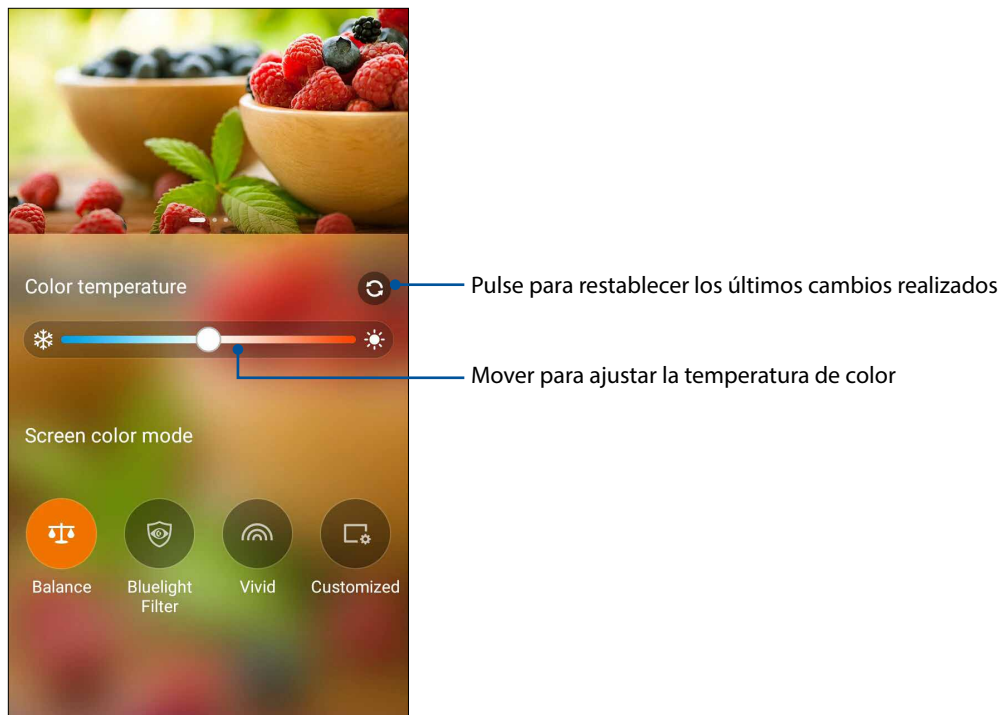 Color temperature
Pulse para restablecer los últimos cambios realizados
Mover para ajustar la temperatura de color
Screen color mode
Balance
Bluelight
Filter
Vivid
Customized